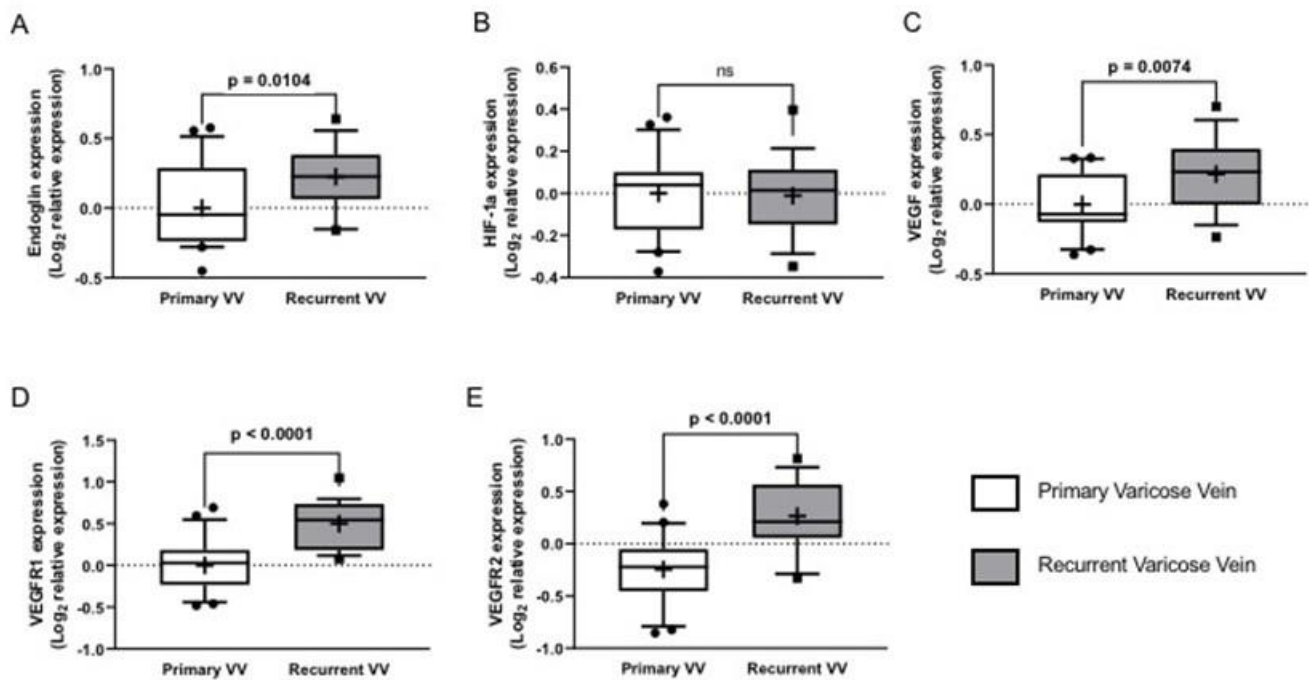 A
Endoglin expression
(Log₂ relative expression)
1.0
0.5
0.0
-0.5
p = 0.0104
Primary VV
Recurrent VV
B
HIF-1a expression
(Log₂ relative expression)
0.6
0.4
0.2
0.0
-0.2
-0.4
ns
Primary VV
Recurrent VV
C
VEGF expression
(Log₂ relative expression)
1.0
0.5
0.0
-0.5
p = 0.0074
Primary VV
Recurrent VV
D
VEGFR1 expression
(Log₂ relative expression)
1.5
1.0
0.5
0.0
-0.5
-1.0
p < 0.0001
Primary VV
Recurrent VV
E
VEGFR2 expression
(Log₂ relative expression)
1.0
0.5
0.0
-0.5
-1.0
p < 0.0001
Primary VV
Recurrent VV
Primary Varicose Vein
Recurrent Varicose Vein